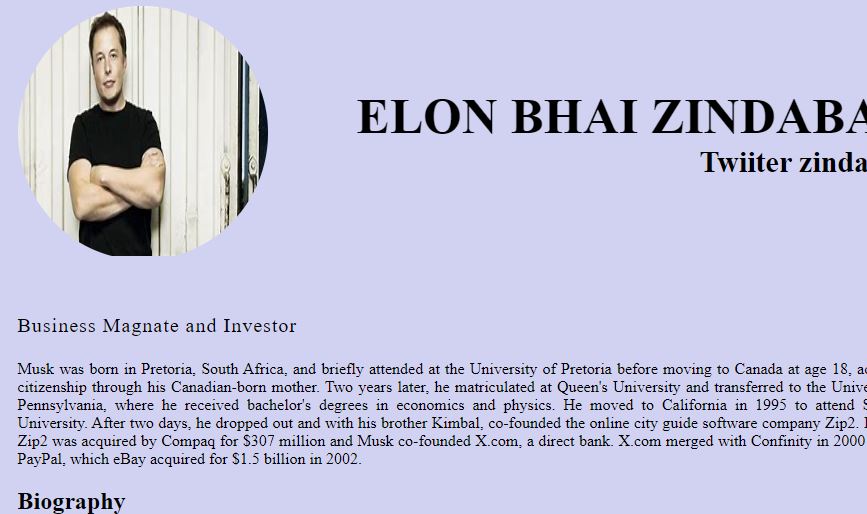 ELON BHAI ZINDABA
Twiiter zinda
Business Magnate and Investor
Musk was born in Pretoria, South Africa, and briefly attended at the University of Pretoria before moving to Canada at age 18, ac
citizenship through his Canadian-born mother. Two years later, he matriculated at Queen's University and transferred to the Unive
Pennsylvania, where he received bachelor's degrees in economics and physics. He moved to California in 1995 to attend S
University. After two days, he dropped out and with his brother Kimbal, co-founded the online city guide software company Zip2.
Zip2 was acquired by Compaq for $307 million and Musk co-founded X.com, a direct bank. X.com merged with Confinity in 2000
PayPal, which eBay acquired for $1.5 billion in 2002.
Biography